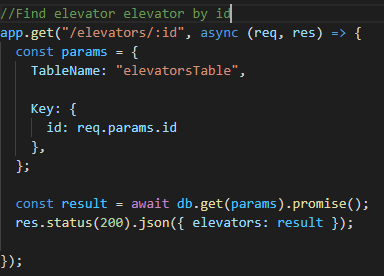 //Find elevator elevator by id
app.get("/elevators/:id", async (req, res) => {
  const params = {
    TableName: "elevatorsTable",
    Key: {
      id: req.params.id
    },
  };
  const result = await db.get(params).promise();
  res.status(200).json({ elevators: result });
});